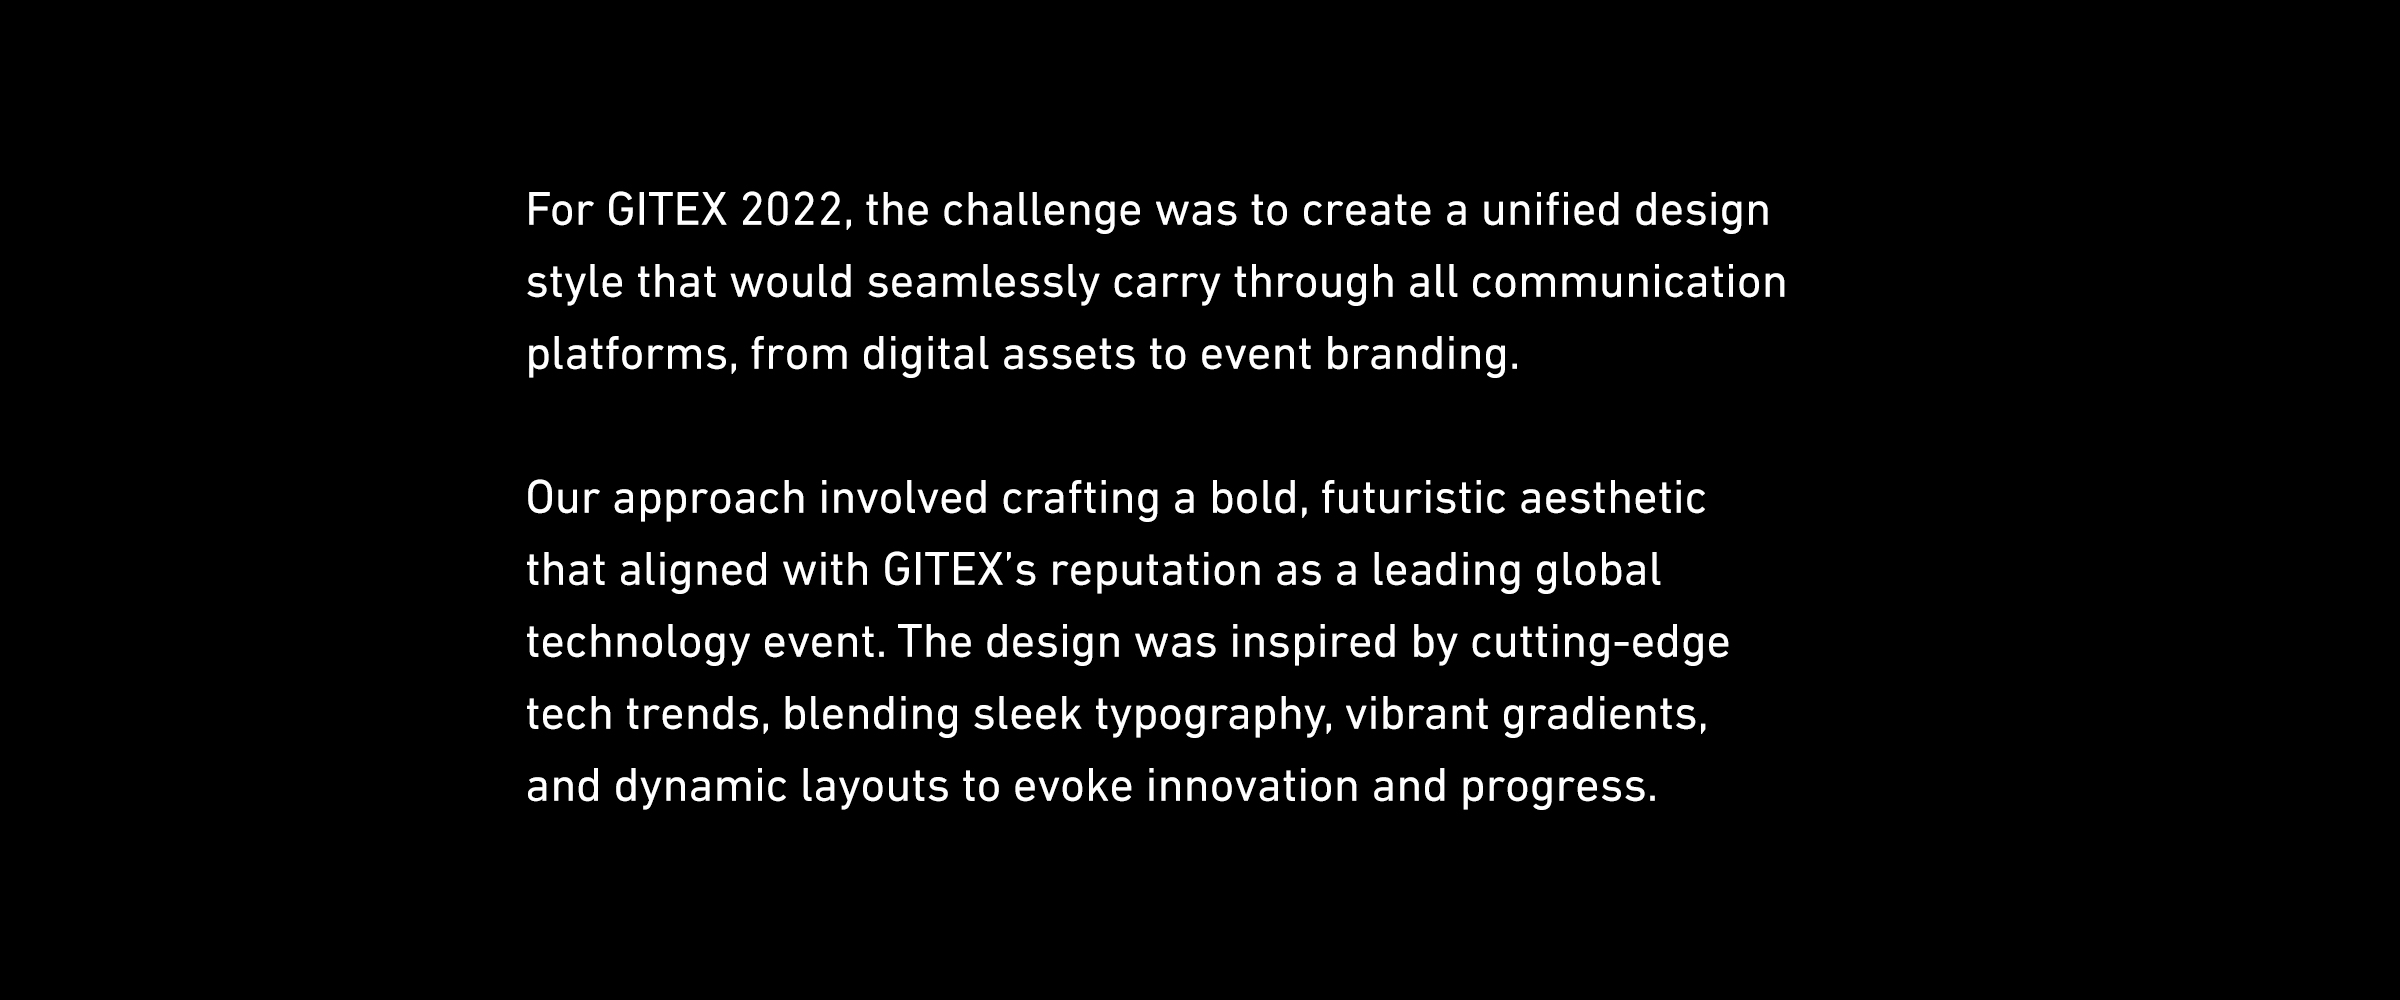 For GITEX 2022, the challenge was to create a unified design
style that would seamlessly carry through all communication
platforms, from digital assets to event branding.
Our approach involved crafting a bold, futuristic aesthetic
that aligned with GITEX’s reputation as a leading global
technology event. The design was inspired by cutting-edge
tech trends, blending sleek typography, vibrant gradients,
and dynamic layouts to evoke innovation and progress.